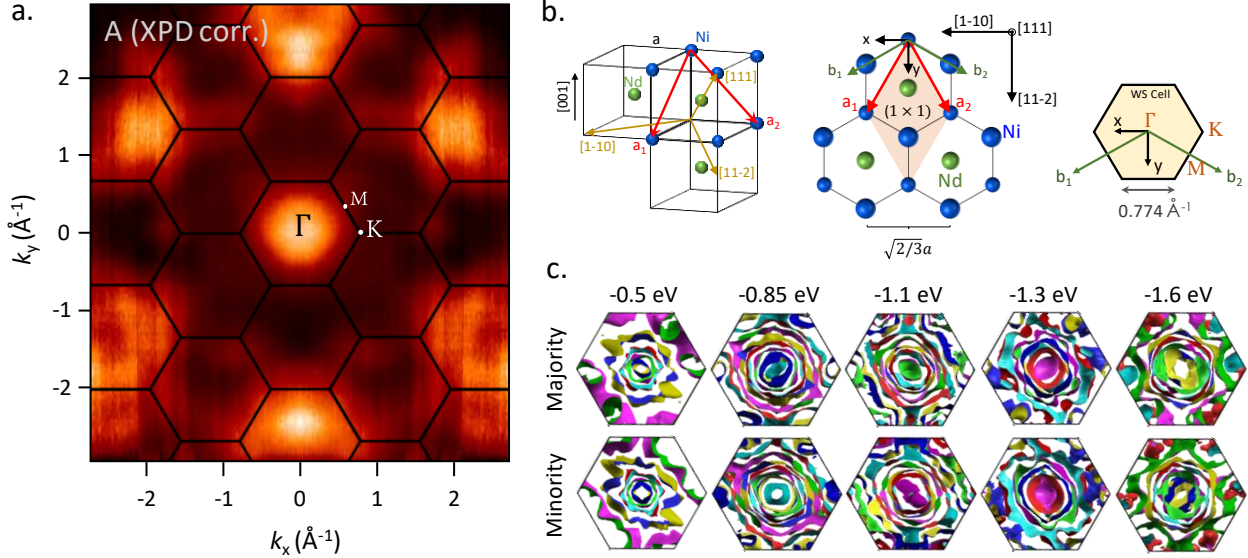 a.
A (XPD corr.)
2
1
0
-1
-2
k_y (Å⁻¹)
Γ
M
K
-2
-1
0
1
2
k_x (Å⁻¹)
b.
a
Ni
[111]
Nd
[001]
a₁
a₂
[1-10]
[11-2]
[1-10]
[111]
x
y
b₁
b₂
a₁
a₂
(1 × 1)
[11-2]
Ni
Nd
√2/3a
WS Cell
Γ
x
K
y
M
b₁
b₂
0.774 Å⁻¹
c.
-0.5 eV
-0.85 eV
-1.1 eV
-1.3 eV
-1.6 eV
Majority
Minority